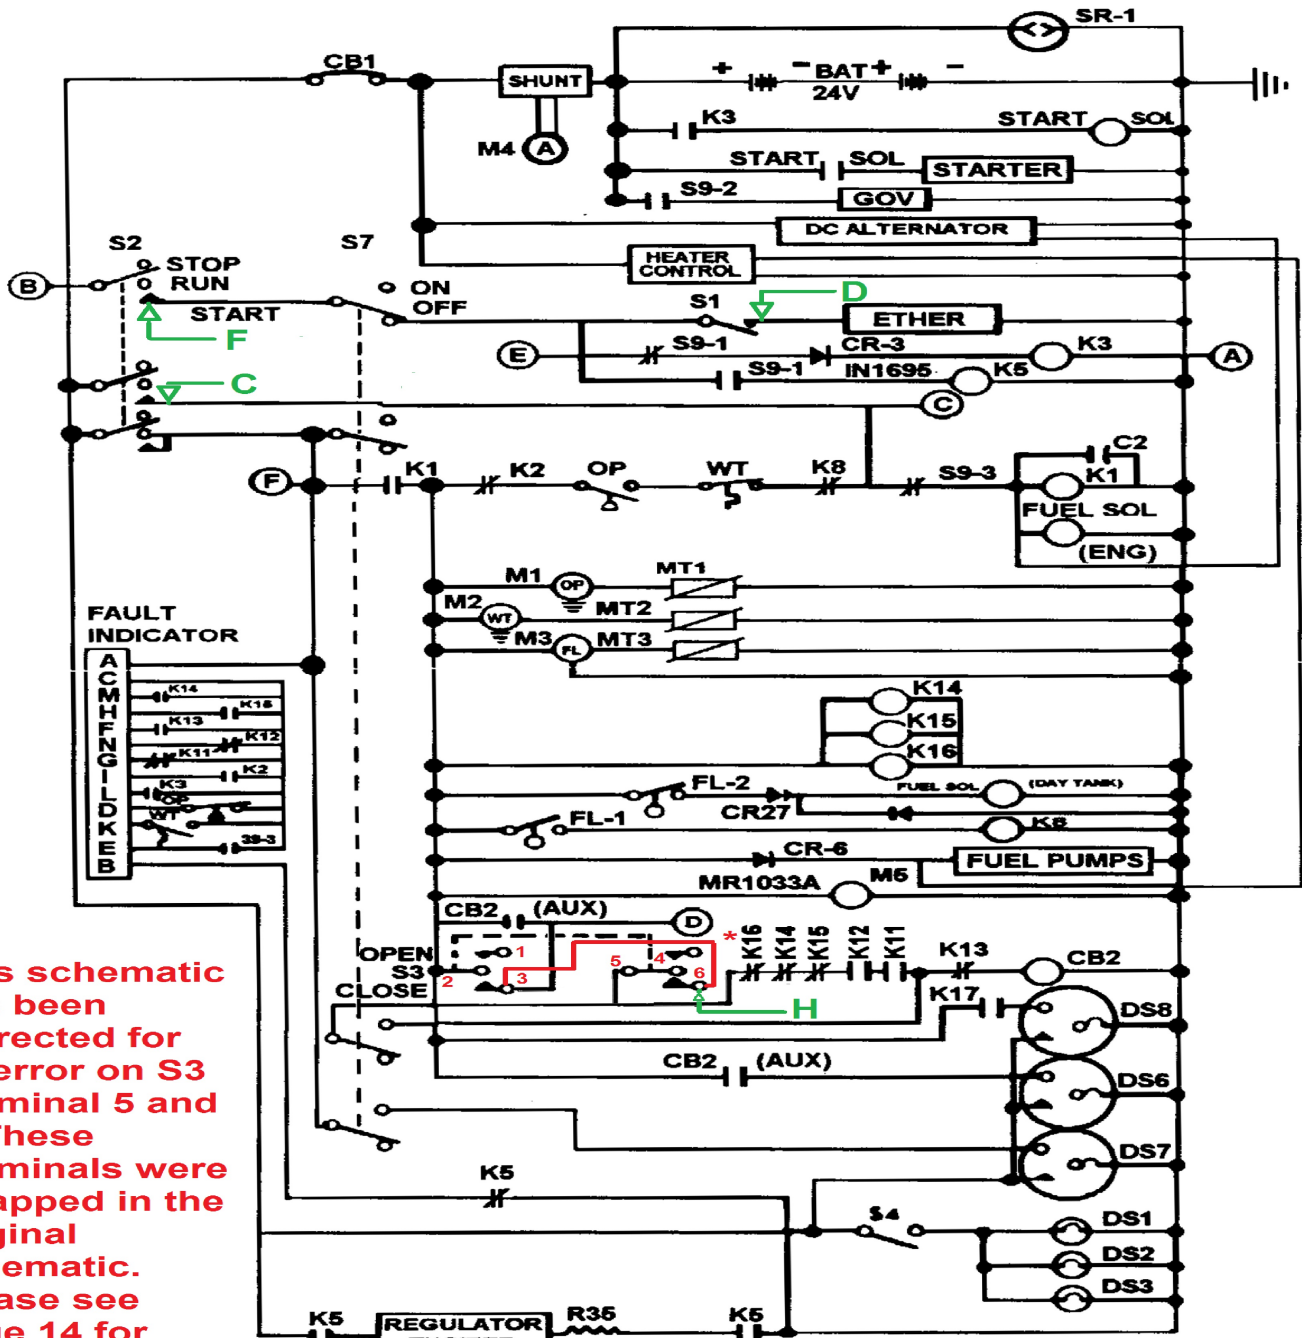 SR-1
CB1
SHUNT
+ - BAT + -
24V
M4 A
K3
START SOL
START SOL STARTER
S9-2 GOV
DC ALTERNATOR
HEATER
CONTROL
S2
S7
B
STOP
RUN
START
ON
OFF
F
C
S1
D
ETHER
E
S9-1
CR-3
K3
A
S9-1
IN1695
K5
C
F
K1
K2
OP
WT
K8
S9-3
C2
K1
FUEL SOL
(ENG)
M1 OP MT1
M2 WT MT2
M3 FL MT3
FAULT
INDICATOR
A
C
M K14
H K15
F K13
N K12
G K11
I K2
L K3
D OP
K WT
E 39-3
B
K14
K15
K16
FL-2
CR27
FUEL SOL (DAY TANK)
FL-1
K8
CR-6
FUEL PUMPS
MR1033A
M5
CB2 (AUX)
D
OPEN
S3
CLOSE
1
2
3
4
5
6
*
H
K16
K14
K15
K12
K11
K13
CB2
K17
DS8
CB2 (AUX)
DS6
DS7
K5
S4
DS1
DS2
DS3
K5
REGULATOR
R35
K5
s schematic
been
rected for
error on S3
minal 5 and
hese
minals were
apped in the
ginal
ematic.
ase see
e 14 for